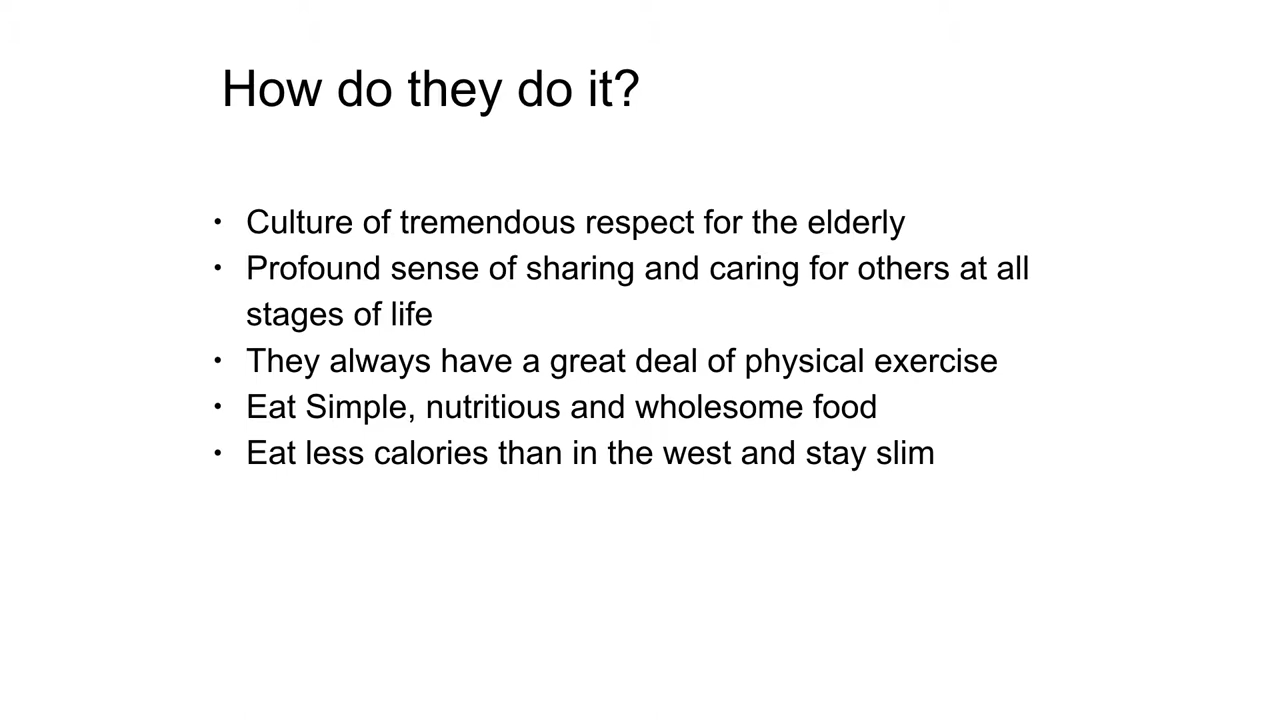 How do they do it?
• Culture of tremendous respect for the elderly
• Profound sense of sharing and caring for others at all
stages of life
• They always have a great deal of physical exercise
• Eat Simple, nutritious and wholesome food
• Eat less calories than in the west and stay slim